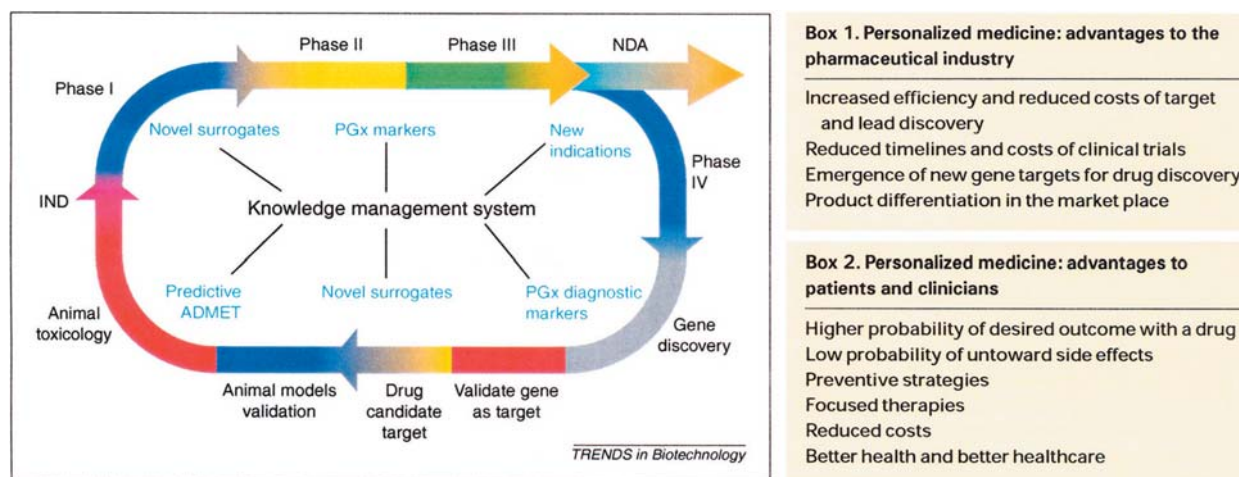 Phase II
Phase III
NDA
Phase I
Novel surrogates
PGx markers
New
indications
Phase
IV
IND
Knowledge management system
Predictive
ADMET
Novel surrogates
PGx diagnostic
markers
Animal
toxicology
Gene
discovery
Animal models
validation
Drug
candidate
target
Validate gene
as target
TRENDS in Biotechnology
Box 1. Personalized medicine: advantages to the
pharmaceutical industry
Increased efficiency and reduced costs of target
and lead discovery
Reduced timelines and costs of clinical trials
Emergence of new gene targets for drug discovery
Product differentiation in the market place
Box 2. Personalized medicine: advantages to
patients and clinicians
Higher probability of desired outcome with a drug
Low probability of untoward side effects
Preventive strategies
Focused therapies
Reduced costs
Better health and better healthcare